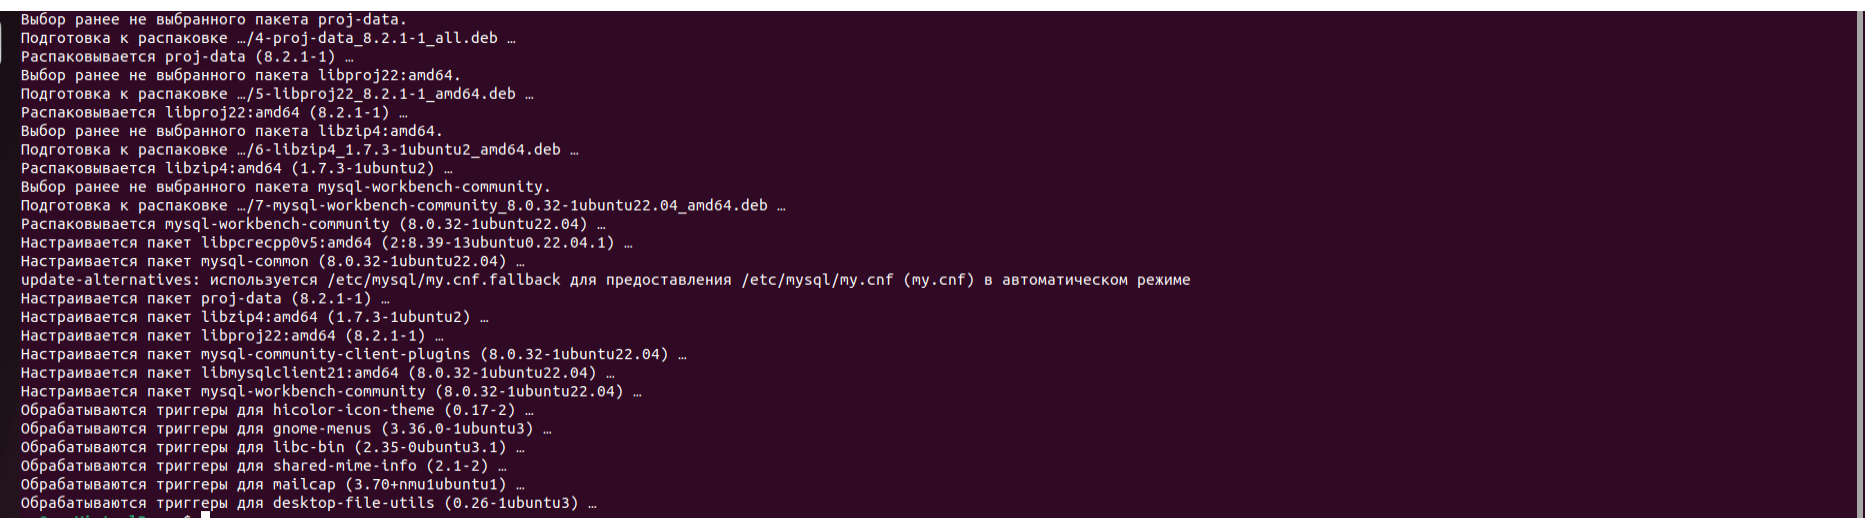 Выбор ранее не выбранного пакета proj-data.
Подготовка к распаковке …/4-proj-data_8.2.1-1_all.deb …
Распаковывается proj-data (8.2.1-1) …
Выбор ранее не выбранного пакета libproj22:amd64.
Подготовка к распаковке …/5-libproj22_8.2.1-1_amd64.deb …
Распаковывается libproj22:amd64 (8.2.1-1) …
Выбор ранее не выбранного пакета libzip4:amd64.
Подготовка к распаковке …/6-libzip4_1.7.3-1ubuntu2_amd64.deb …
Распаковывается libzip4:amd64 (1.7.3-1ubuntu2) …
Выбор ранее не выбранного пакета mysql-workbench-community.
Подготовка к распаковке …/7-mysql-workbench-community_8.0.32-1ubuntu22.04_amd64.deb …
Распаковывается mysql-workbench-community (8.0.32-1ubuntu22.04) …
Настраивается пакет libpcrecpp0v5:amd64 (2:8.39-13ubuntu0.22.04.1) …
Настраивается пакет mysql-common (8.0.32-1ubuntu22.04) …
update-alternatives: используется /etc/mysql/my.cnf.fallback для предоставления /etc/mysql/my.cnf (my.cnf) в автоматическом режиме
Настраивается пакет proj-data (8.2.1-1) …
Настраивается пакет libzip4:amd64 (1.7.3-1ubuntu2) …
Настраивается пакет libproj22:amd64 (8.2.1-1) …
Настраивается пакет mysql-community-client-plugins (8.0.32-1ubuntu22.04) …
Настраивается пакет libmysqlclient21:amd64 (8.0.32-1ubuntu22.04) …
Настраивается пакет mysql-workbench-community (8.0.32-1ubuntu22.04) …
Обрабатываются триггеры для hicolor-icon-theme (0.17-2) …
Обрабатываются триггеры для gnome-menus (3.36.0-1ubuntu3) …
Обрабатываются триггеры для libc-bin (2.35-0ubuntu3.1) …
Обрабатываются триггеры для shared-mime-info (2.1-2) …
Обрабатываются триггеры для mailcap (3.70+nmu1ubuntu1) …
Обрабатываются триггеры для desktop-file-utils (0.26-1ubuntu3) …